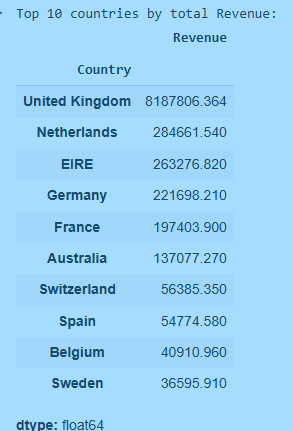 Top 10 countries by total Revenue:
Revenue
Country
United Kingdom 8187806.364
Netherlands 284661.540
EIRE 263276.820
Germany 221698.210
France 197403.900
Australia 137077.270
Switzerland 56385.350
Spain 54774.580
Belgium 40910.960
Sweden 36595.910
dtype: float64